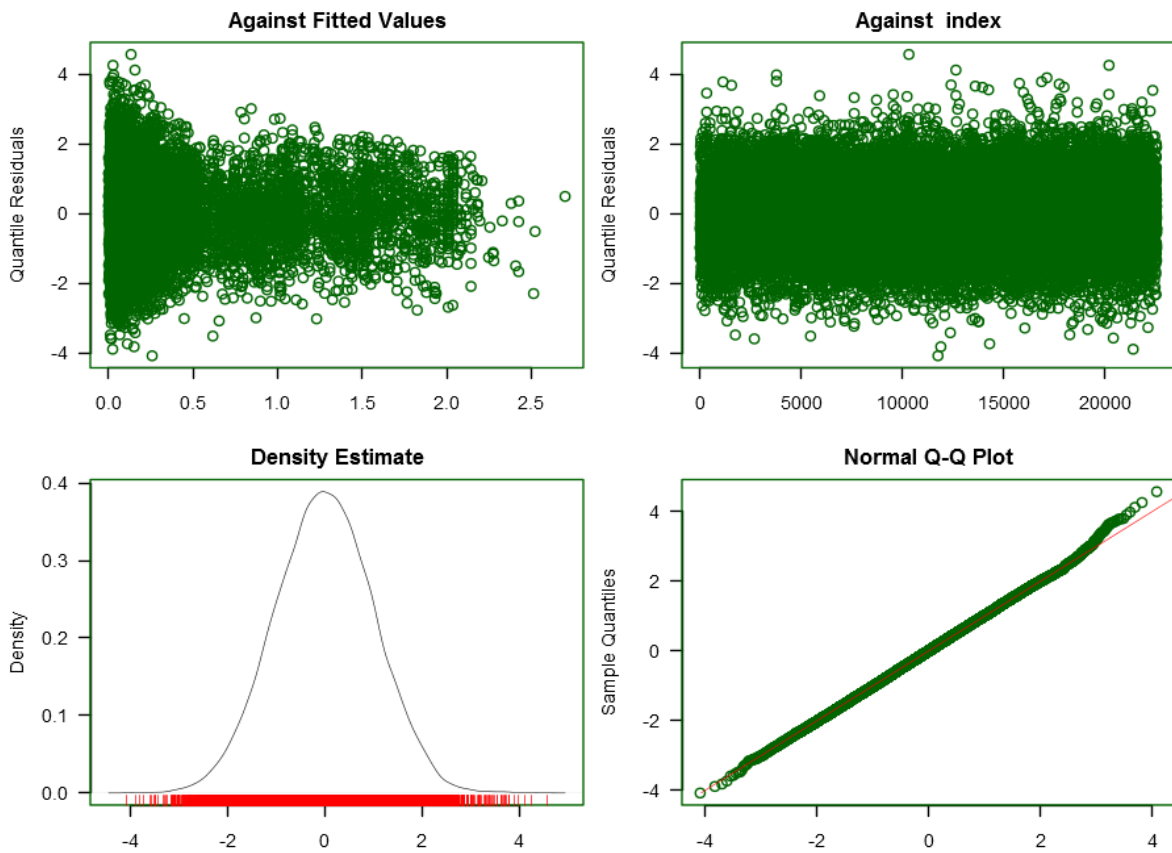 Against Fitted Values
Quantile Residuals
4
2
0
-2
-4
0.0 0.5 1.0 1.5 2.0 2.5
Against index
Quantile Residuals
4
2
0
-2
-4
0 5000 10000 15000 20000
Density Estimate
Density
0.4
0.3
0.2
0.1
0.0
-4 -2 0 2 4
Normal Q-Q Plot
Sample Quantiles
4
2
0
-2
-4
-4 -2 0 2 4